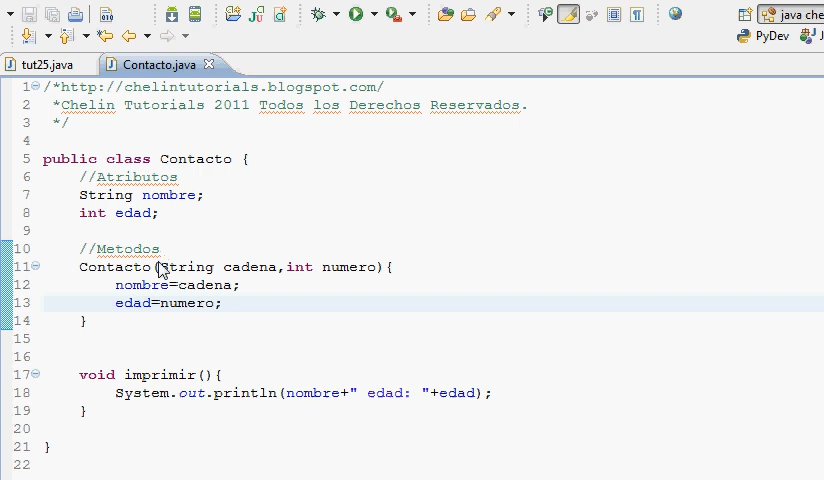 java che
PyDev
J
tut25.java
Contacto.java
1 /*http://chelintutorials.blogspot.com/
2 *Chelin Tutorials 2011 Todos los Derechos Reservados.
3 */
4
5 public class Contacto {
6 //Atributos
7 String nombre;
8 int edad;
9
10 //Metodos
11 Contacto(String cadena,int numero){
12 nombre=cadena;
13 edad=numero;
14 }
15
16
17 void imprimir(){
18 System.out.println(nombre+" edad: "+edad);
19 }
20
21 }
22